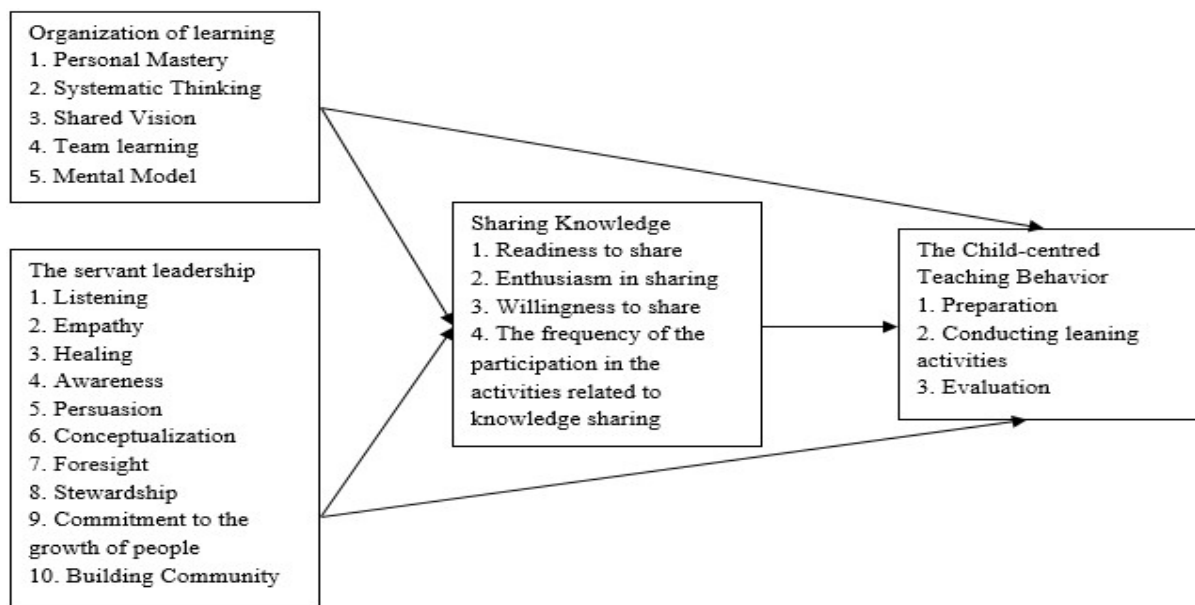 Organization of learning
1. Personal Mastery
2. Systematic Thinking
3. Shared Vision
4. Team learning
5. Mental Model
The servant leadership
1. Listening
2. Empathy
3. Healing
4. Awareness
5. Persuasion
6. Conceptualization
7. Foresight
8. Stewardship
9. Commitment to the
growth of people
10. Building Community
Sharing Knowledge
1. Readiness to share
2. Enthusiasm in sharing
3. Willingness to share
4. The frequency of the
participation in the
activities related to
knowledge sharing
The Child-centred
Teaching Behavior
1. Preparation
2. Conducting leaning
activities
3. Evaluation